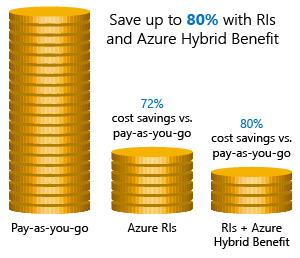 Save up to 80% with RIs
and Azure Hybrid Benefit
72%
cost savings vs.
pay-as-you-go
80%
cost savings vs.
pay-as-you-go
Pay-as-you-go
Azure RIs
RIs + Azure
Hybrid Benefit